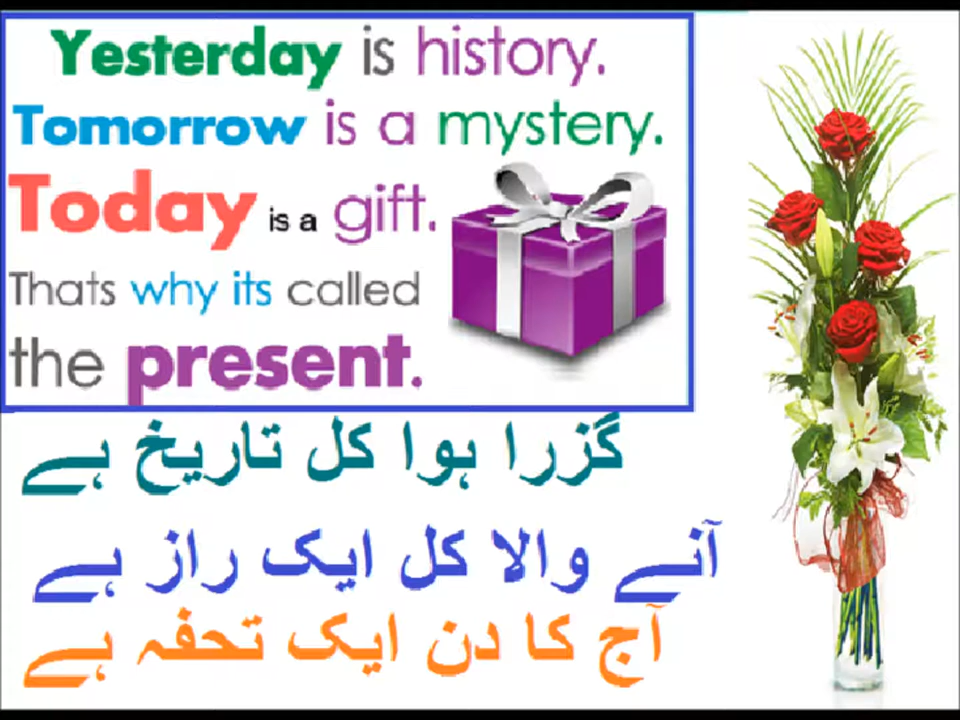 Yesterday is history.
Tomorrow is a mystery.
Today is a gift.
Thats why its called
the present.
گزرا ہوا کل تاریخ ہے
آنے والا کل ایک راز ہے
آج کا دن ایک تحفہ ہے